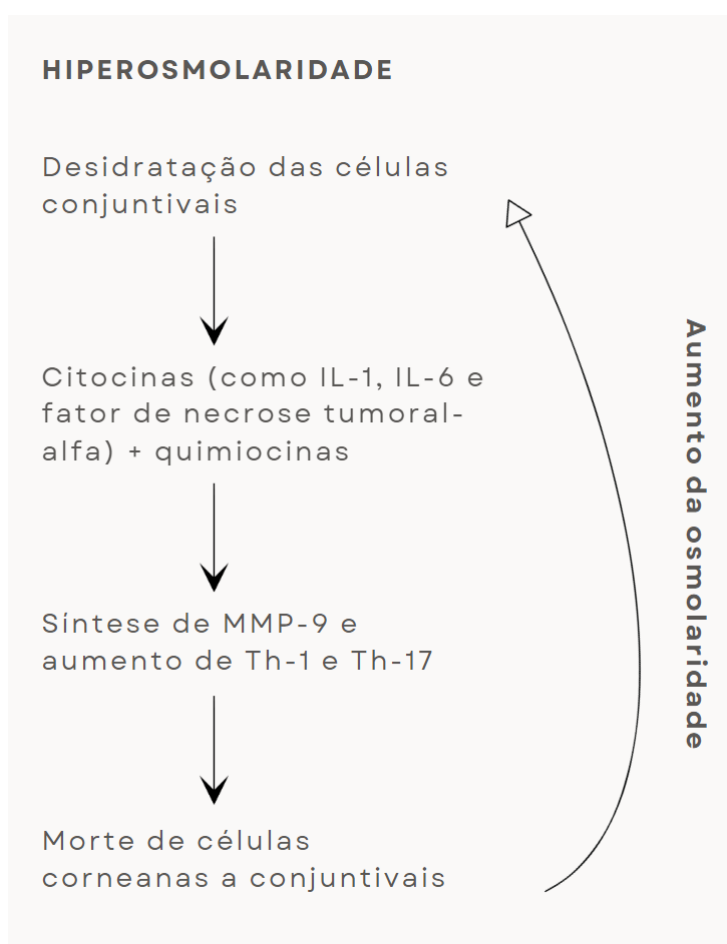 HIPEROSMOLARIDADE
Desidratação das células
conjuntivais
Citocinas (como IL-1, IL-6 e
fator de necrose tumoral-
alfa) + quimiocinas
Síntese de MMP-9 e
aumento de Th-1 e Th-17
Morte de células
corneanas a conjuntivais
Aumento da osmolaridade